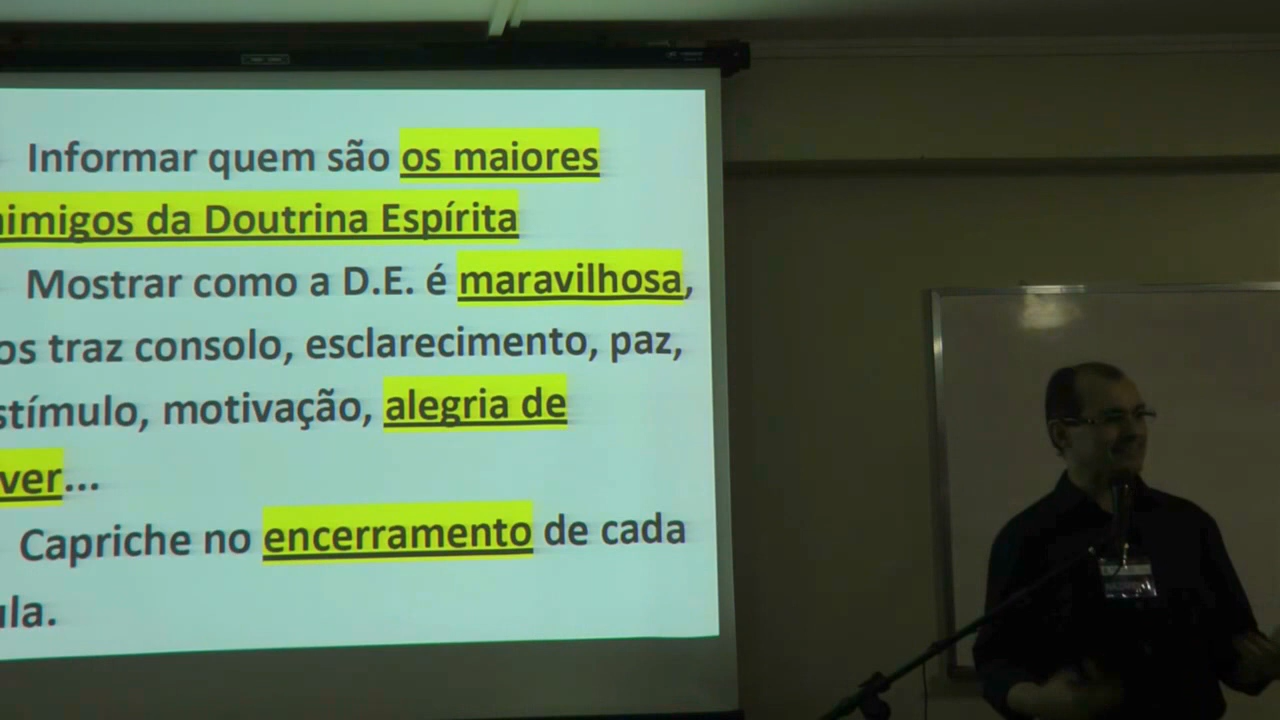 Informar quem são os maiores
nimigos da Doutrina Espírita
Mostrar como a D.E. é maravilhosa,
os traz consolo, esclarecimento, paz,
stímulo, motivação, alegria de
ver...
Capriche no encerramento de cada
ula.